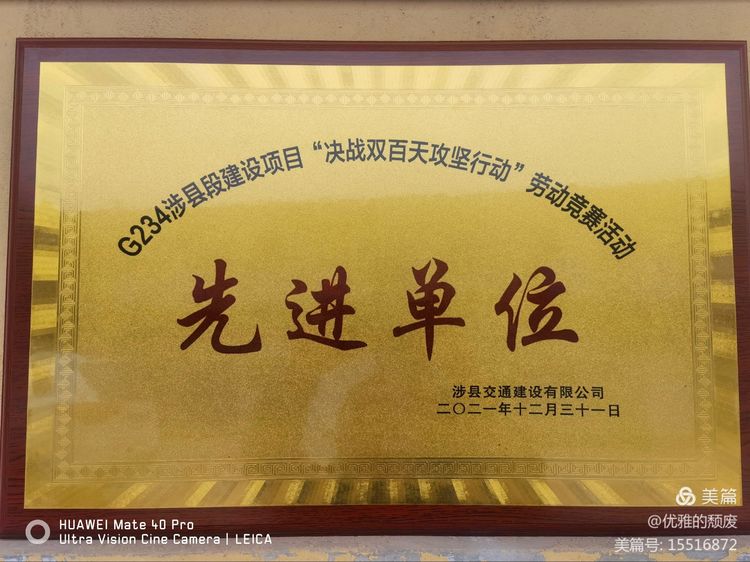 G234涉县段建设项目“决战双百天攻坚行动”劳动竞赛活动
先进单位
涉县交通建设有限公司
二〇二一年十二月三十一日
美篇
@优雅的颓废
美篇号: 15516872
HUAWEI Mate 40 Pro
Ultra Vision Cine Camera | LEICA